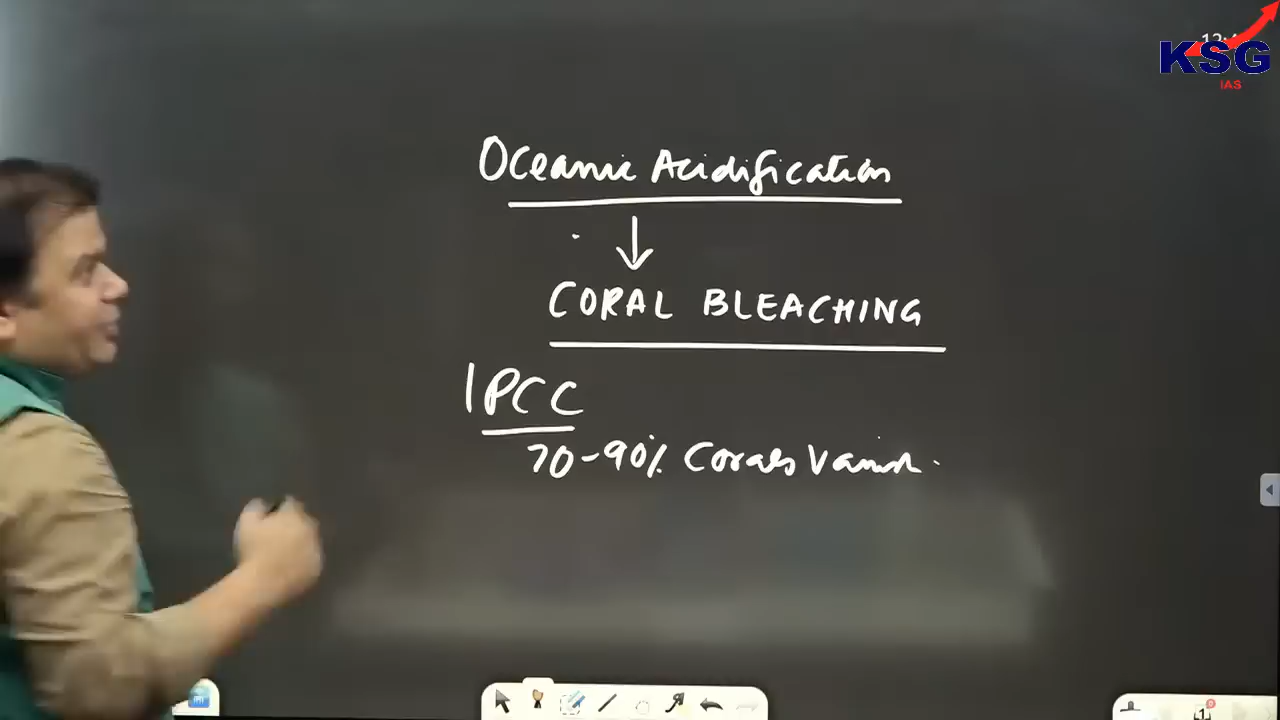 KSG
IAS
Oceanic Acidification
CORAL BLEACHING
IPCC
70-90% Corals Vanish.